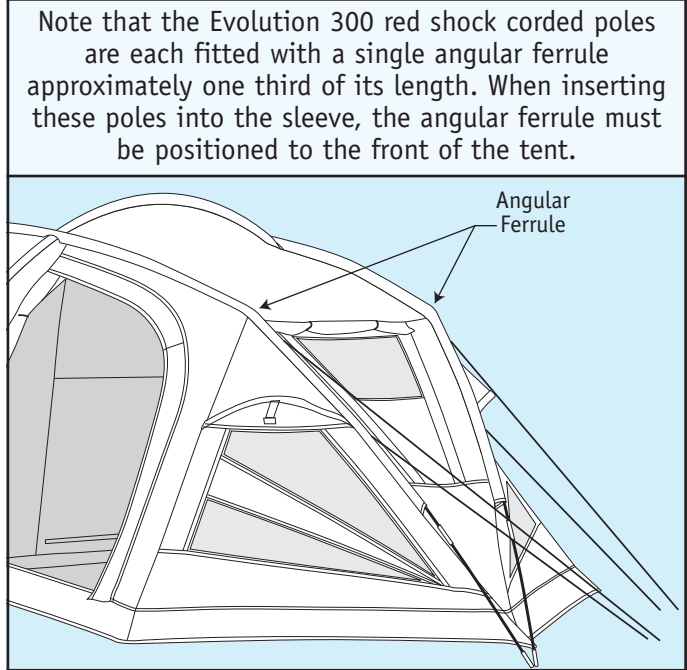 Note that the Evolution 300 red shock corded poles
are each fitted with a single angular ferrule
approximately one third of its length. When inserting
these poles into the sleeve, the angular ferrule must
be positioned to the front of the tent.
Angular
Ferrule